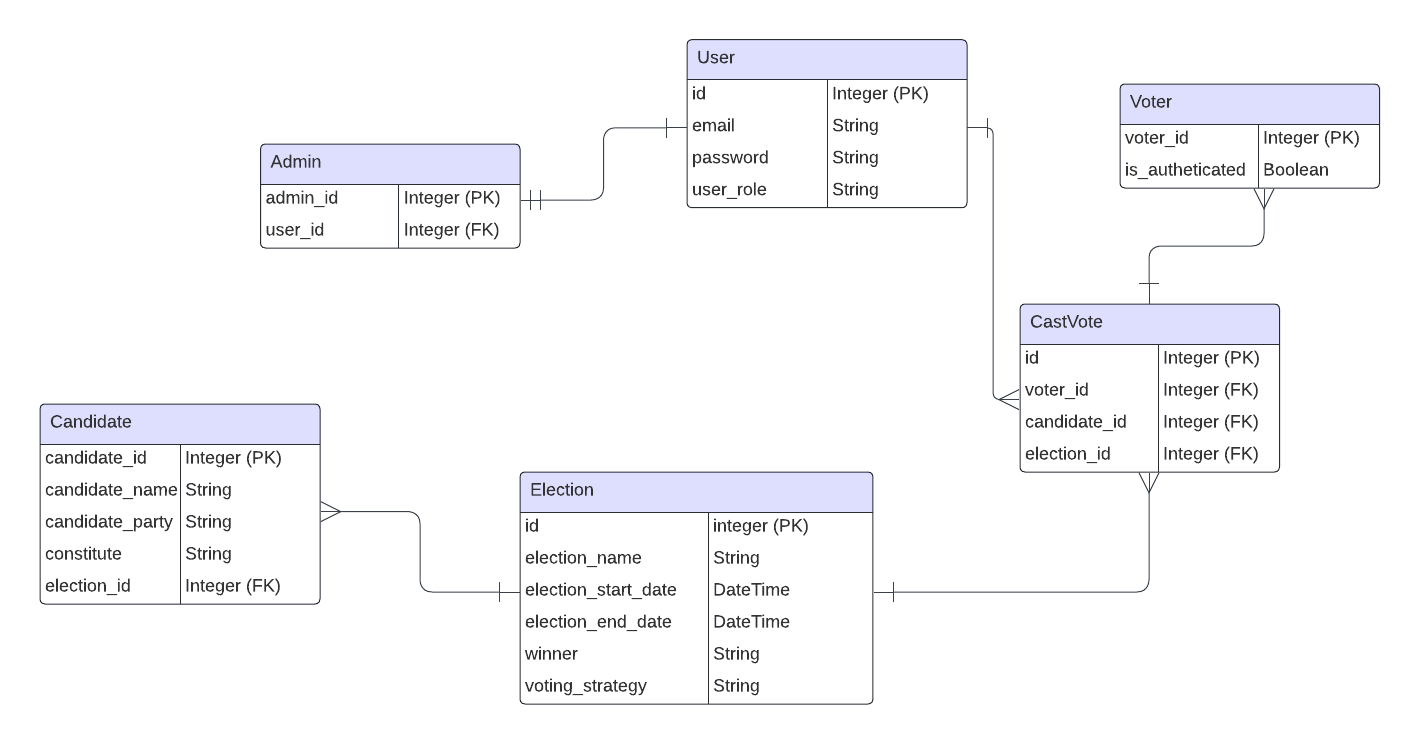 User
id Integer (PK)
email String
password String
user_role String
Voter
voter_id Integer (PK)
is_autheticated Boolean
Admin
admin_id Integer (PK)
user_id Integer (FK)
CastVote
id Integer (PK)
voter_id Integer (FK)
candidate_id Integer (FK)
election_id Integer (FK)
Candidate
candidate_id Integer (PK)
candidate_name String
candidate_party String
constitute String
election_id Integer (FK)
Election
id integer (PK)
election_name String
election_start_date DateTime
election_end_date DateTime
winner String
voting_strategy String